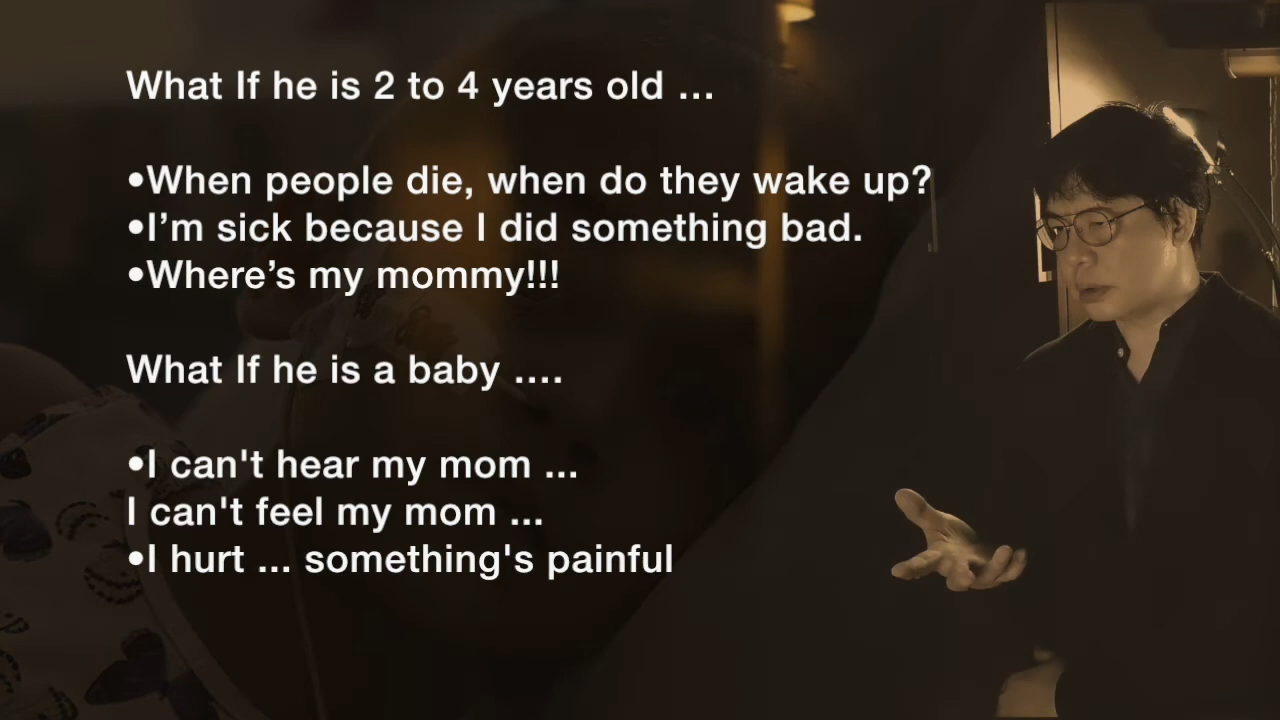 What If he is 2 to 4 years old ...
•When people die, when do they wake up?
•I’m sick because I did something bad.
•Where’s my mommy!!!
What If he is a baby ....
•I can't hear my mom ...
I can't feel my mom ...
•I hurt ... something's painful